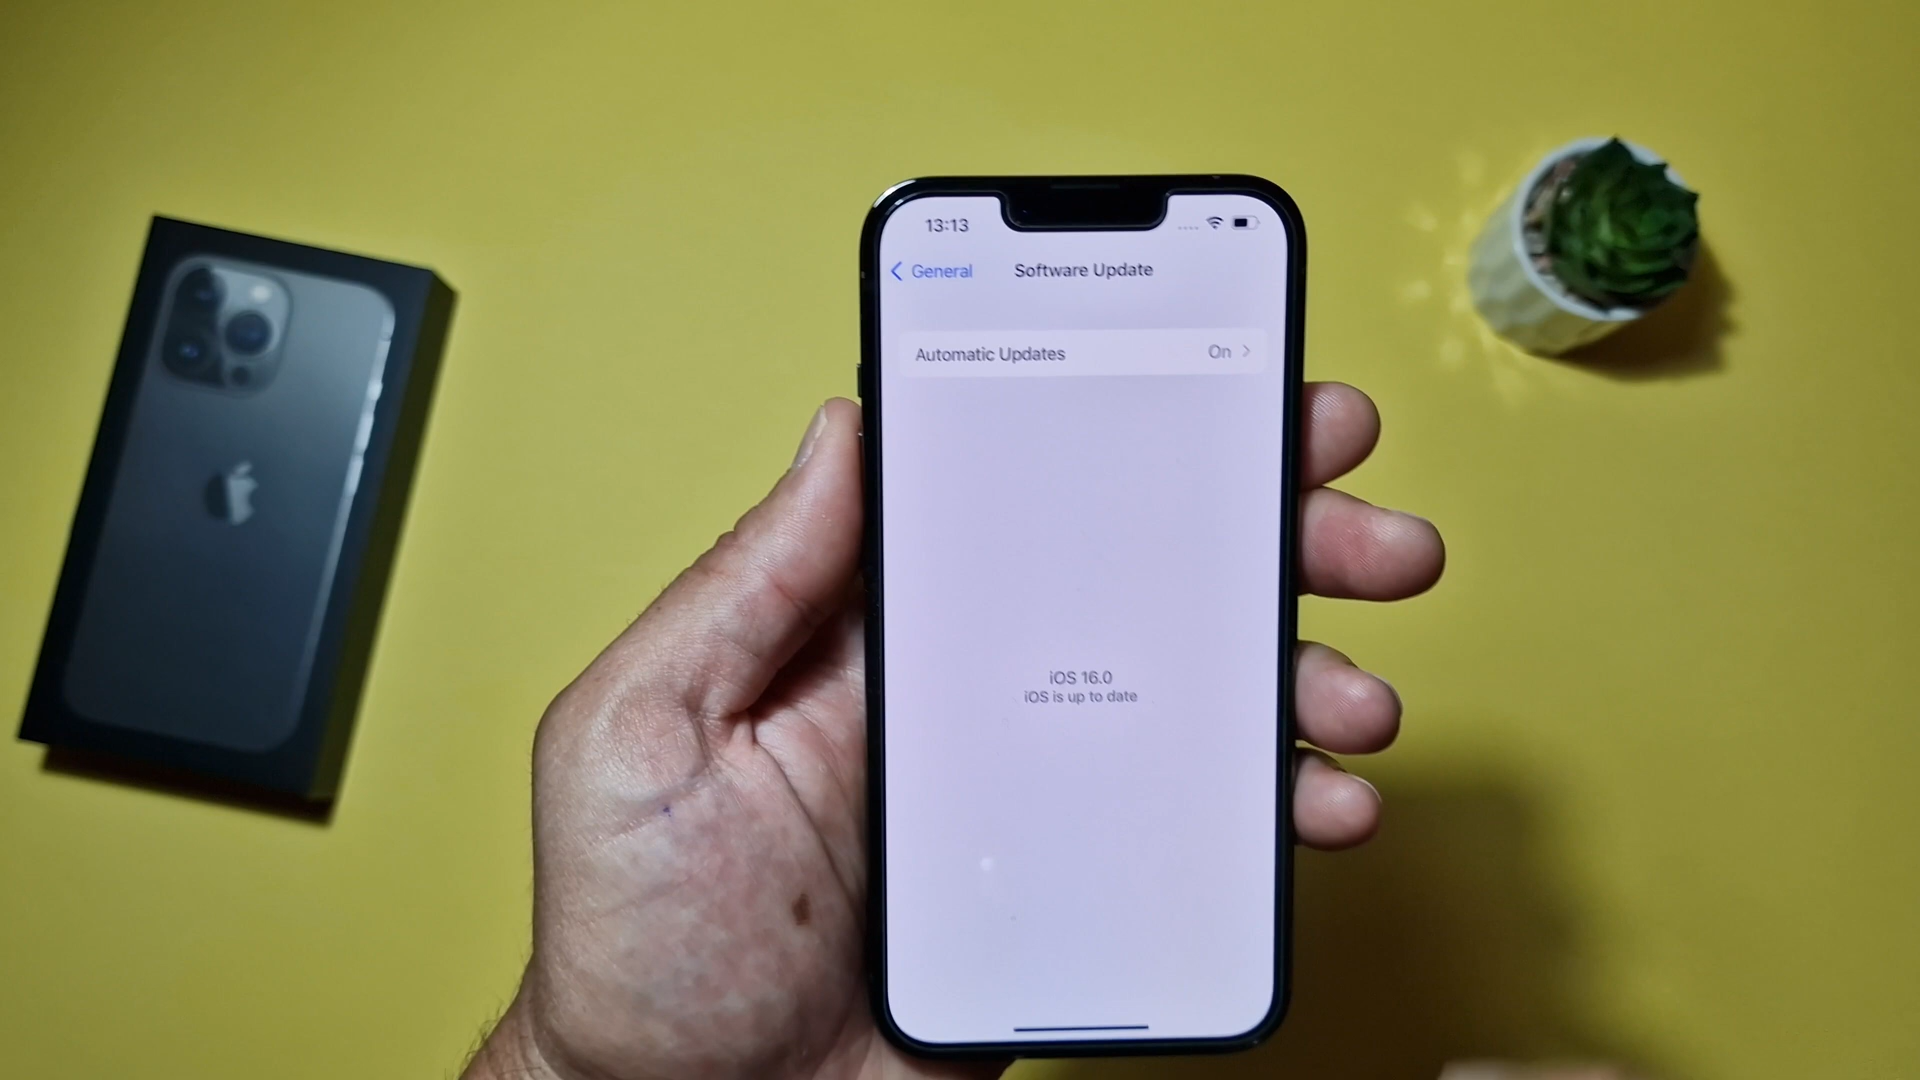 13:13
General
Software Update
Automatic Updates On
iOS 16.0
iOS is up to date